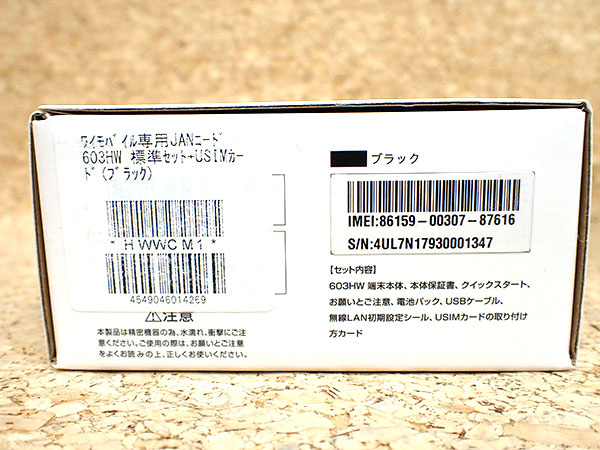 ワイモバイル専用JANコード
603HW 標準セット+USIMカー
ド(ブラック)
* HWWCM1 *
4549046014269
⚠注意
本製品は精密機器の為、水濡れ、衝撃にご注
意ください。ご使用の際は、お願いとご注意
をよくお読みの上、正しくお使いください。
ブラック
IMEI:86159-00307-87616
S/N:4UL7N17930001347
【セット内容】
603HW 端末本体、本体保証書、クイックスタート、
お願いとご注意、電池パック、USBケーブル、
無線LAN初期設定シール、USIMカードの取り付け
方カード